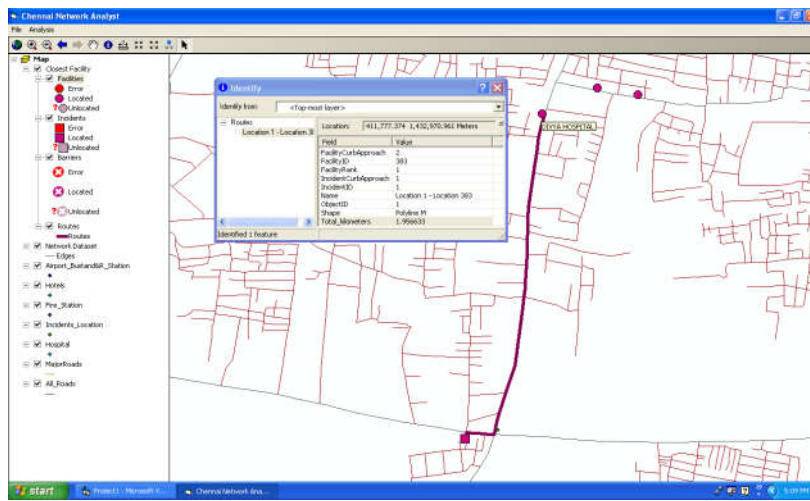 Chennai Network Analyst
File Analysis
Map
Closest Facility
Facilities
Error
Located
Unlocated
Incidents
Error
Located
Unlocated
Barriers
Error
Located
Unlocated
Routes
Routes
Network Dataset
Edges
Hotels
Fire_Station
Incidents_Location
Hospital
MajorRoads
All_Roads
Identify
Identify from: <Top-most layer>
Routes
Location 1 - Location 3
Location: 411,777.374 1,432,970.961 Meters
Field Value
FacilityCurbApproach 2
FacilityID 383
FacilityRank 1
IncidentCurbApproach 1
IncidentID 1
Name Location 1 - Location 383
ObjectID 1
Shape Polyline M
Total_kilometers 1.956633
Identified 1 feature
DIVYA HOSPITAL
start
Project1 - Microsoft V...
Chennai Network Ana...